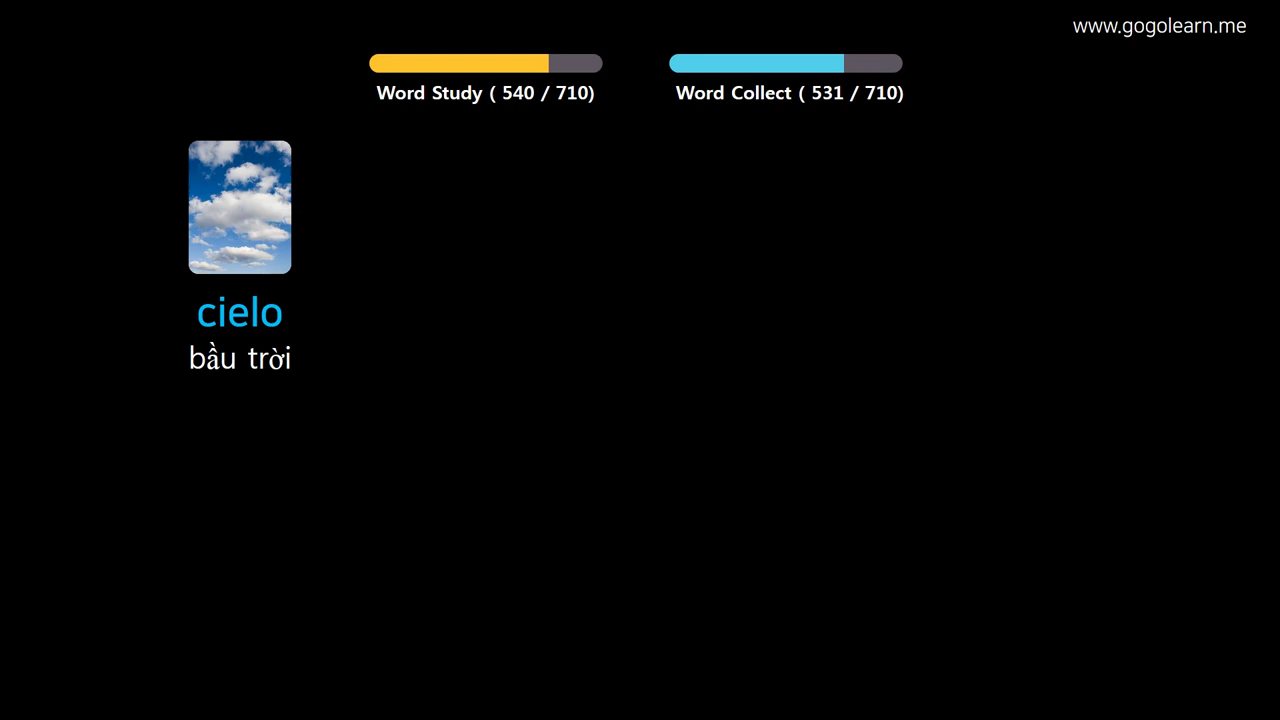 www.gogolearn.me
Word Study ( 540 / 710)
Word Collect ( 531 / 710)
cielo
bầu trời